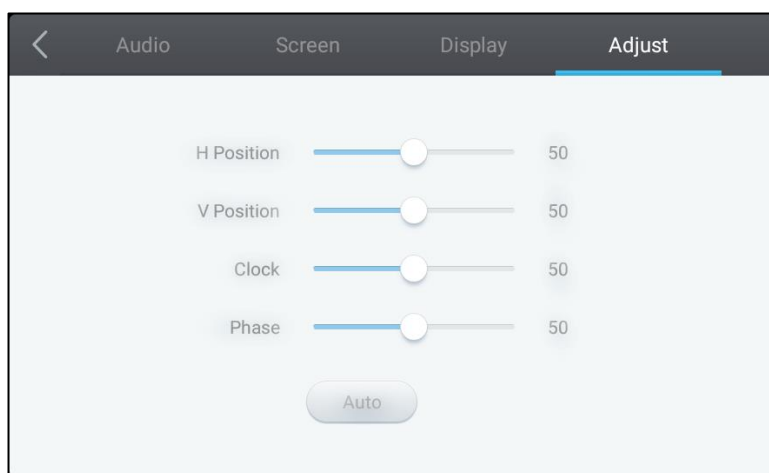 Audio Screen Display Adjust
H Position 50
V Position 50
Clock 50
Phase 50
Auto